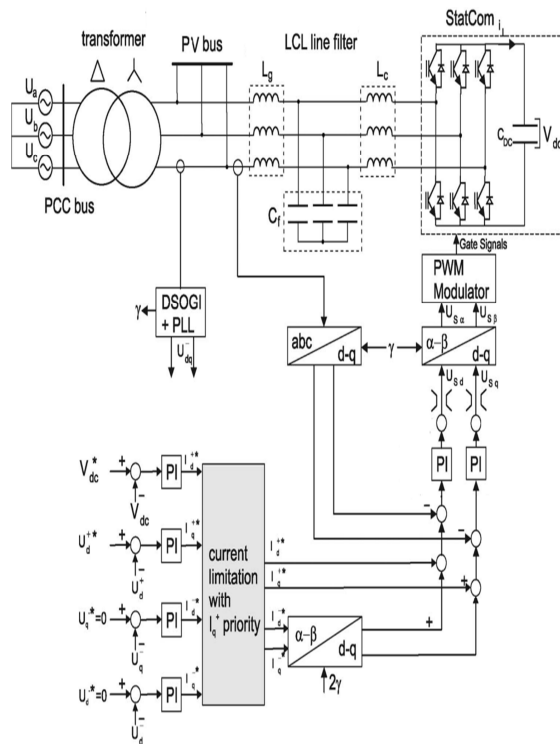 StatCom i_L
transformer
PV bus
LCL line filter
L_g
L_c
U_a
U_b
U_c
C_DC
V_dc
PCC bus
C_f
Gate Signals
PWM
Modulator
γ
DSOGI
+ PLL
U_dq^-
U_Sα
U_Sβ
abc
d-q
γ
α-β
d-q
U_Sd
U_Sq
PI
PI
V_dc*
+
-
V_dc
PI
I_d^+*
U_d^+*
+
-
U_d^+
PI
I_q^+*
U_q^-*=0
+
-
U_q^-
PI
I_d^-*
U_d^-*=0
+
-
U_d^-
PI
I_q^-*
current
limitation
with
I_q^+
priority
I_d^+*
I_q^+*
I_d^-*
I_q^-*
α-β
d-q
2γ
-
-
+
+